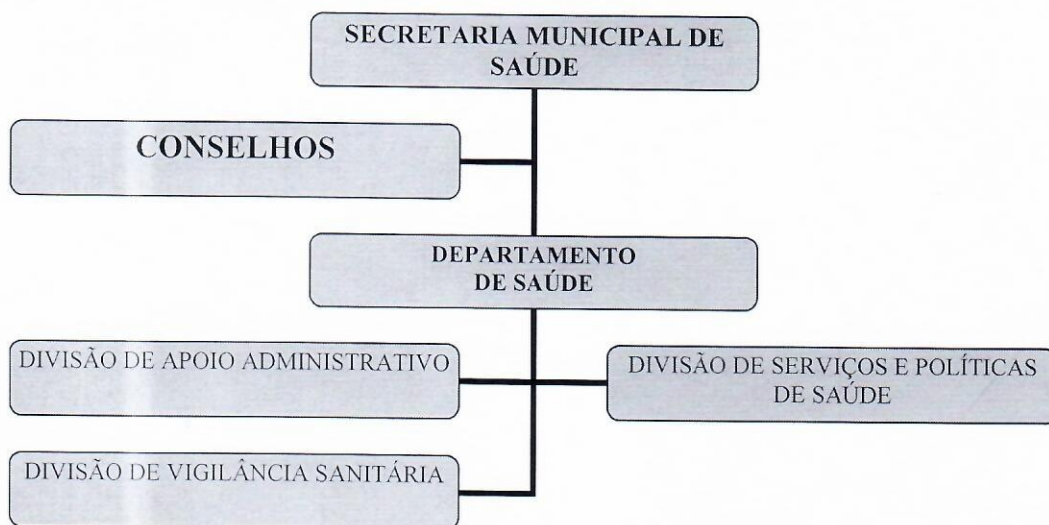 SECRETARIA MUNICIPAL DE
SAÚDE
CONSELHOS
DEPARTAMENTO
DE SAÚDE
DIVISÃO DE APOIO ADMINISTRATIVO
DIVISÃO DE SERVIÇOS E POLÍTICAS
DE SAÚDE
DIVISÃO DE VIGILÂNCIA SANITÁRIA